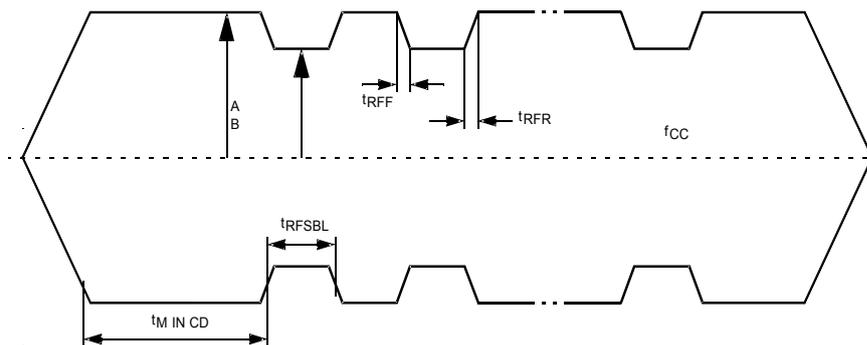 A
B
tRFF
tRFR
fCC
tRFSBL
tM IN CD